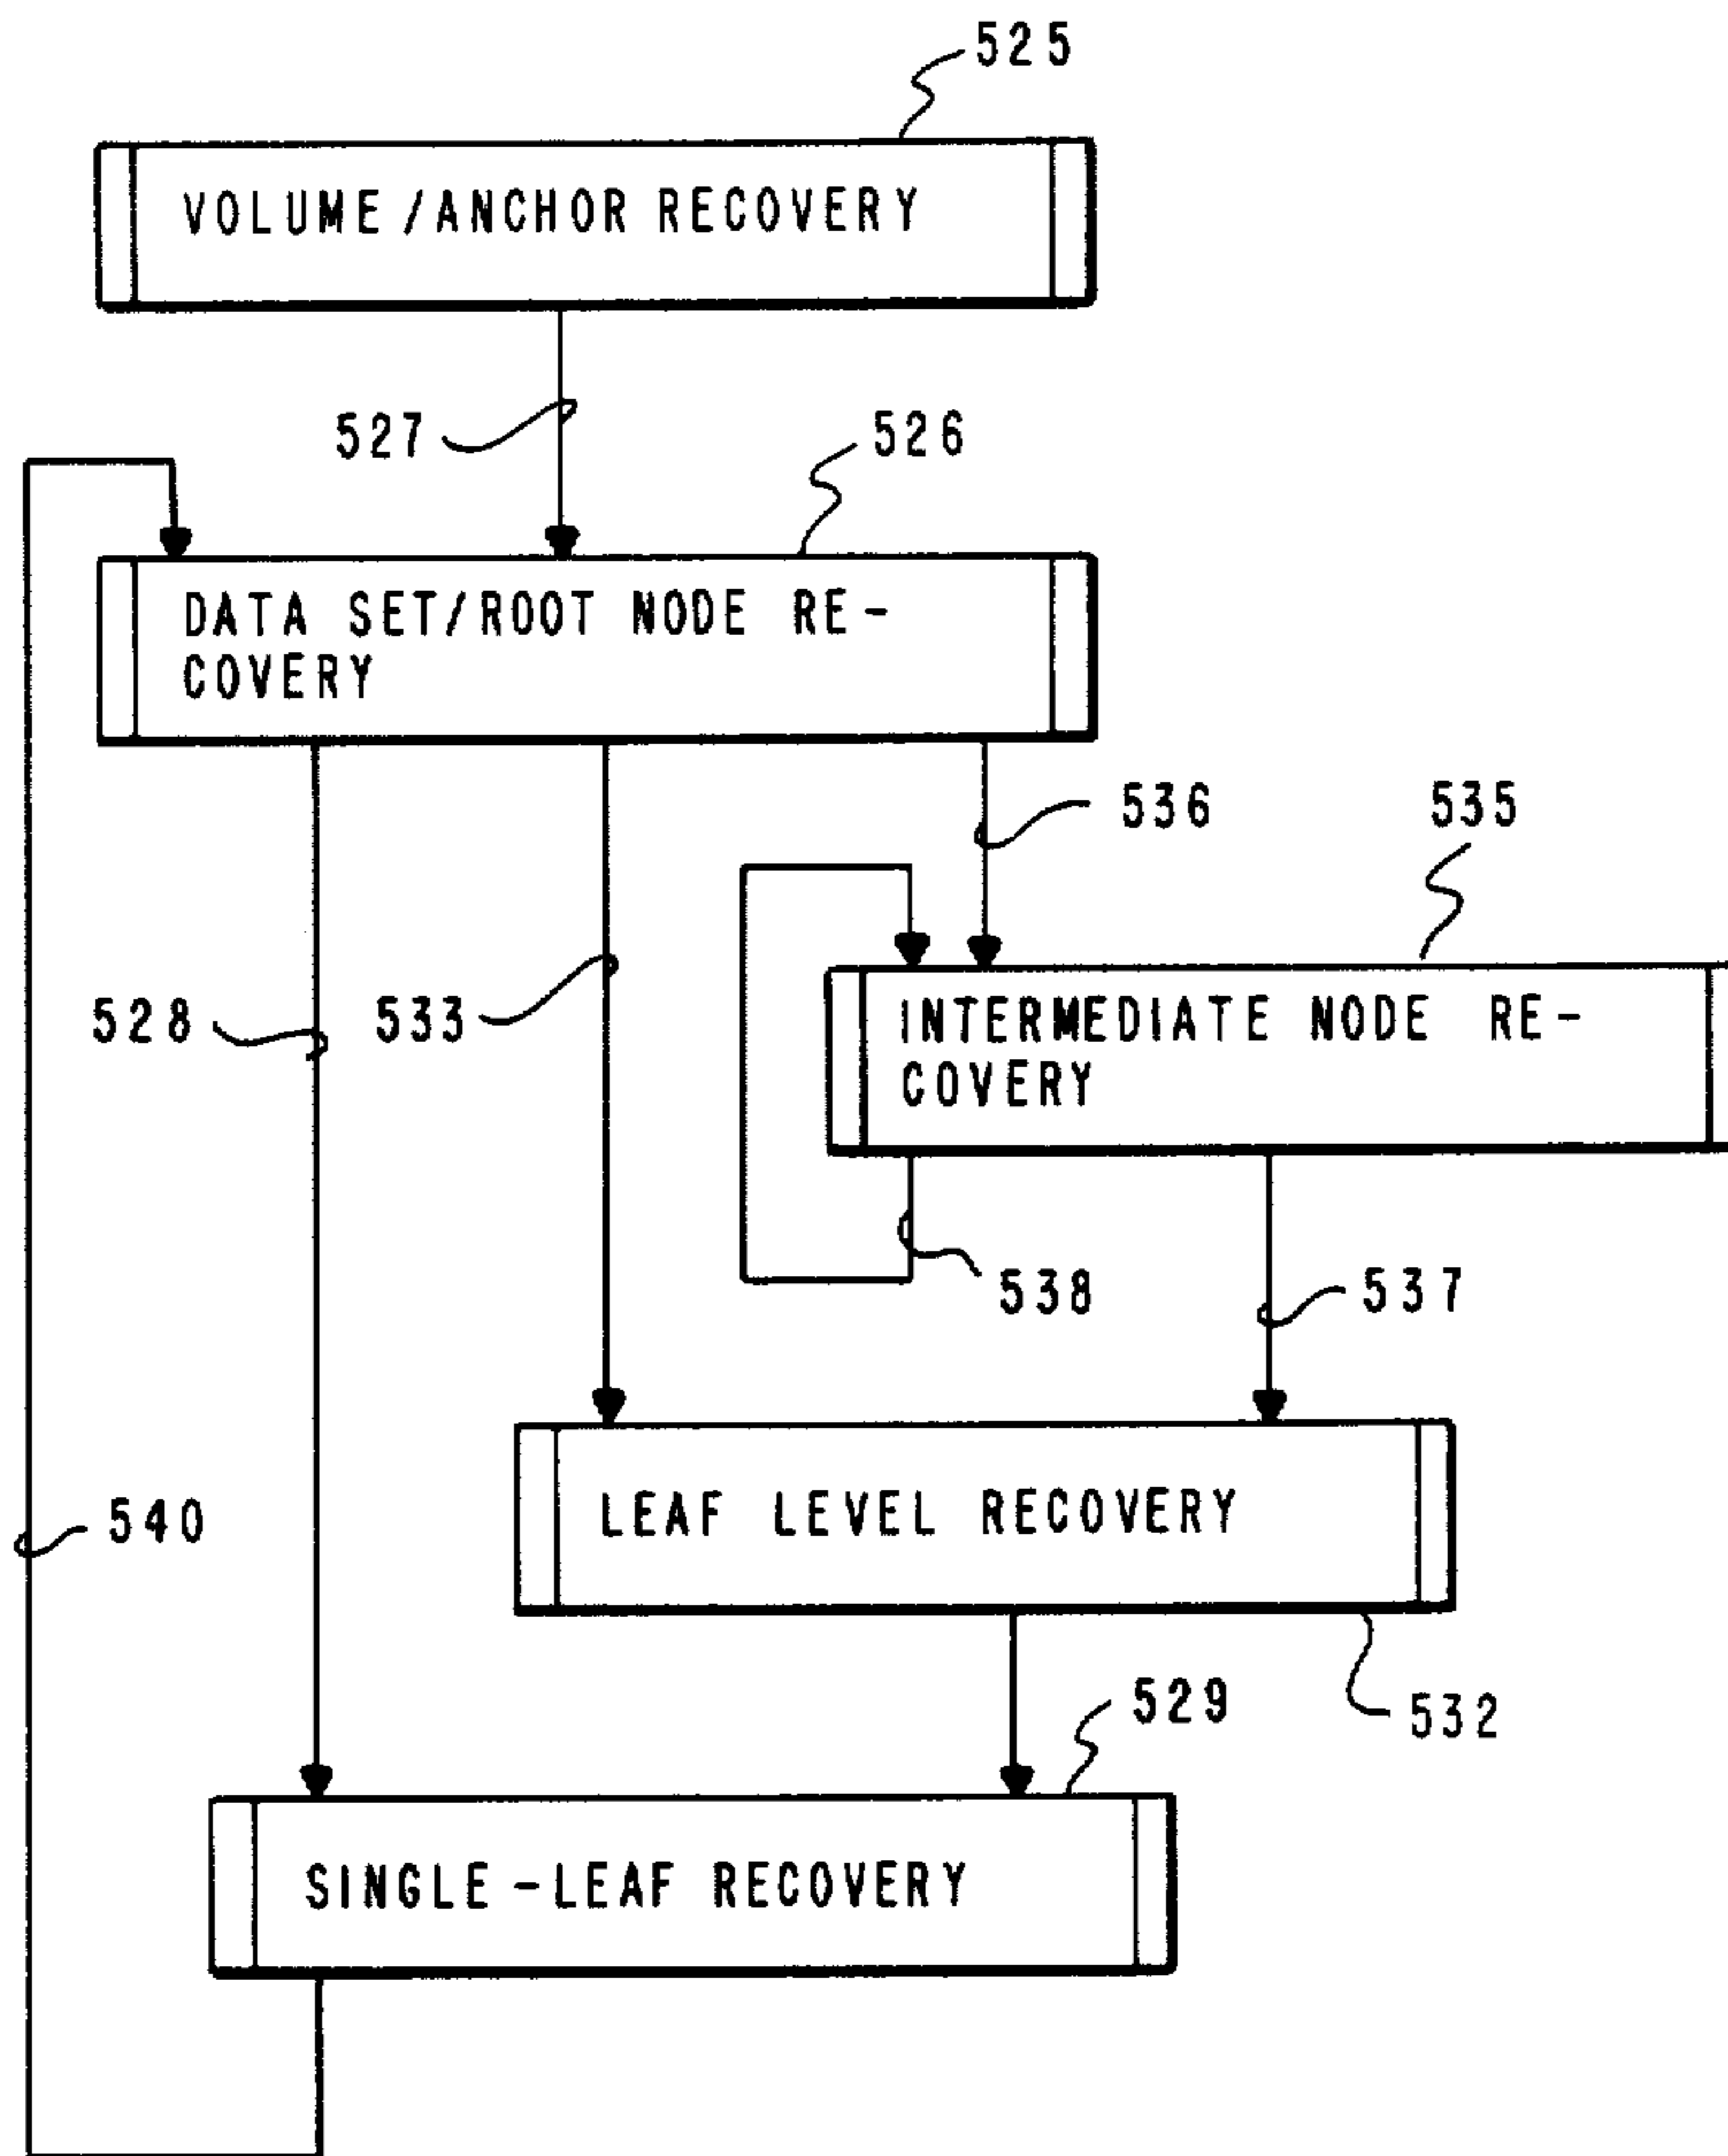 525
VOLUME/ANCHOR RECOVERY
527
526
DATA SET/ROOT NODE RE-
COVERY
536
535
528
533
INTERMEDIATE NODE RE-
COVERY
538
537
540
LEAF LEVEL RECOVERY
529
532
SINGLE-LEAF RECOVERY